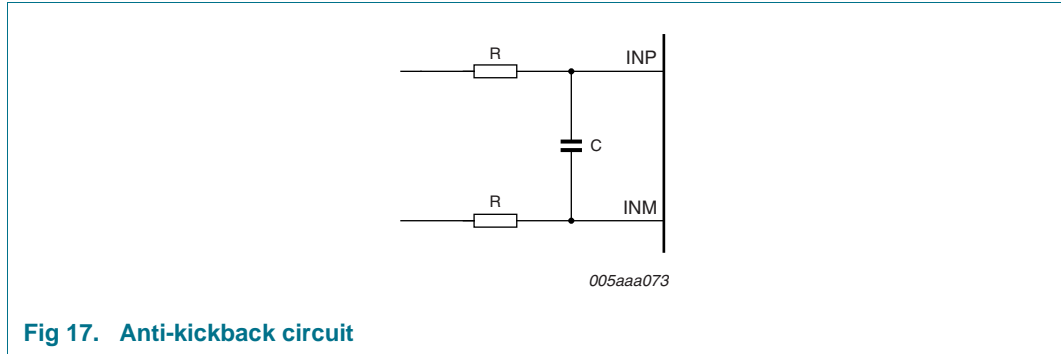 R
INP
C
R
INM
005aaa073
Fig 17. Anti-kickback circuit